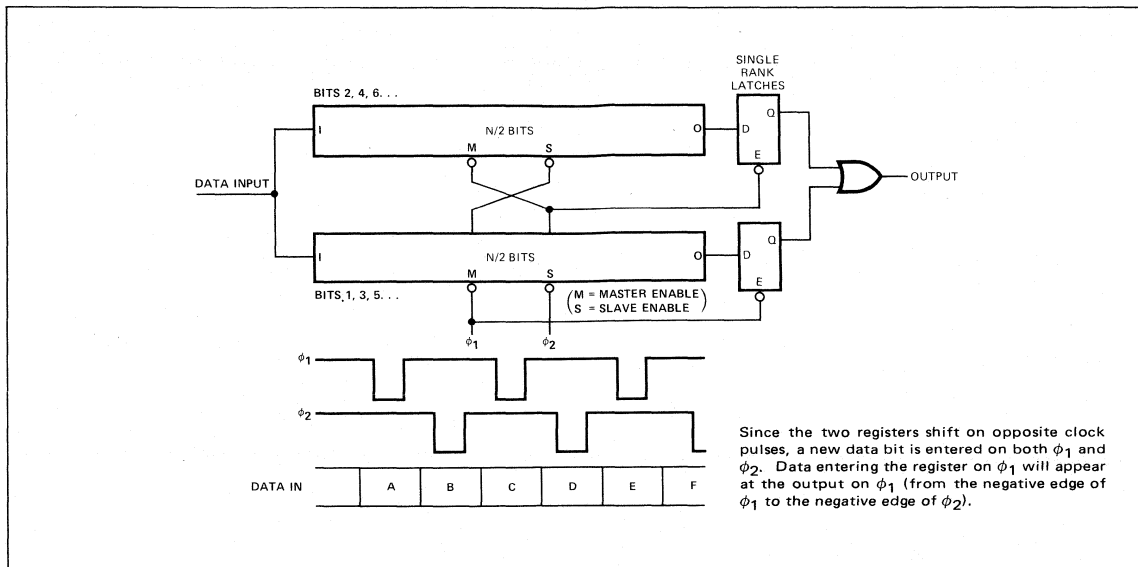 SINGLE
RANK
LATCHES
BITS 2, 4, 6. . .
I
N/2 BITS
O
M
S
D
Q
E
DATA INPUT
OUTPUT
I
N/2 BITS
O
M
S
D
Q
E
BITS, 1, 3, 5. . .
(M = MASTER ENABLE
S = SLAVE ENABLE)
ϕ1
ϕ2
ϕ1
ϕ2
DATA IN
A
B
C
D
E
F
Since the two registers shift on opposite clock
pulses, a new data bit is entered on both ϕ1 and
ϕ2. Data entering the register on ϕ1 will appear
at the output on ϕ1 (from the negative edge of
ϕ1 to the negative edge of ϕ2).